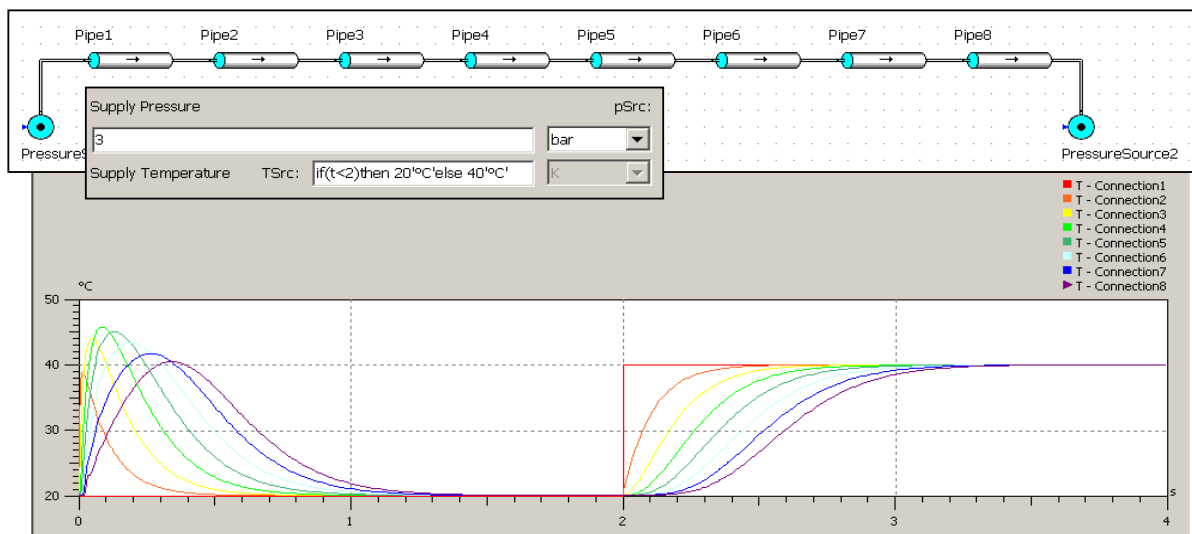 Pipe1 Pipe2 Pipe3 Pipe4 Pipe5 Pipe6 Pipe7 Pipe8
Supply Pressure pSrc:
3 bar
PressureS PressureSource2
Supply Temperature TSrc: if(t<2)then 20'°C'else 40'°C' K
T - Connection1
T - Connection2
T - Connection3
T - Connection4
T - Connection5
T - Connection6
T - Connection7
T - Connection8
°C
50
40
30
20
s
0 1 2 3 4